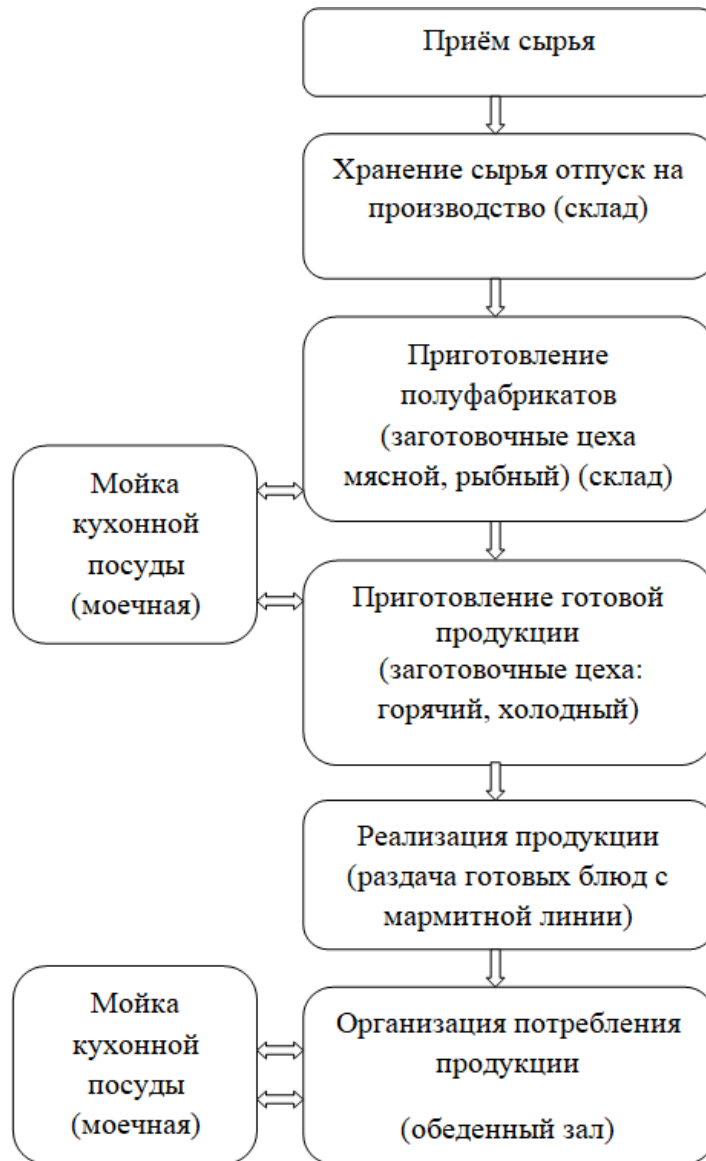 Приём сырья
Хранение сырья отпуск на
производство (склад)
Приготовление
полуфабрикатов
(заготовочные цеха
мясной, рыбный) (склад)
Мойка
кухонной
посуды
(моечная)
Приготовление готовой
продукции
(заготовочные цеха:
горячий, холодный)
Реализация продукции
(раздача готовых блюд с
мармитной линии)
Мойка
кухонной
посуды
(моечная)
Организация потребления
продукции
(обеденный зал)